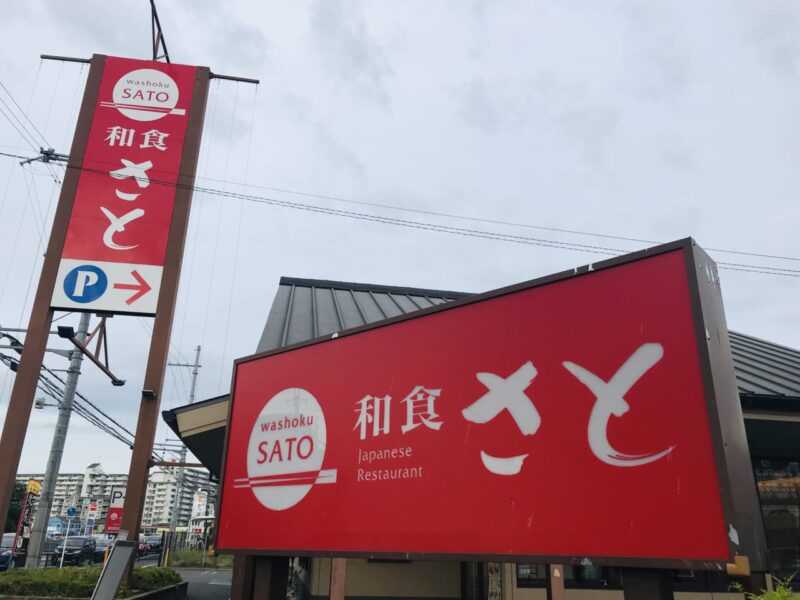 washoku
SATO
和食
さと
P
washoku
SATO
和食
さと
Japanese
Restaurant
P